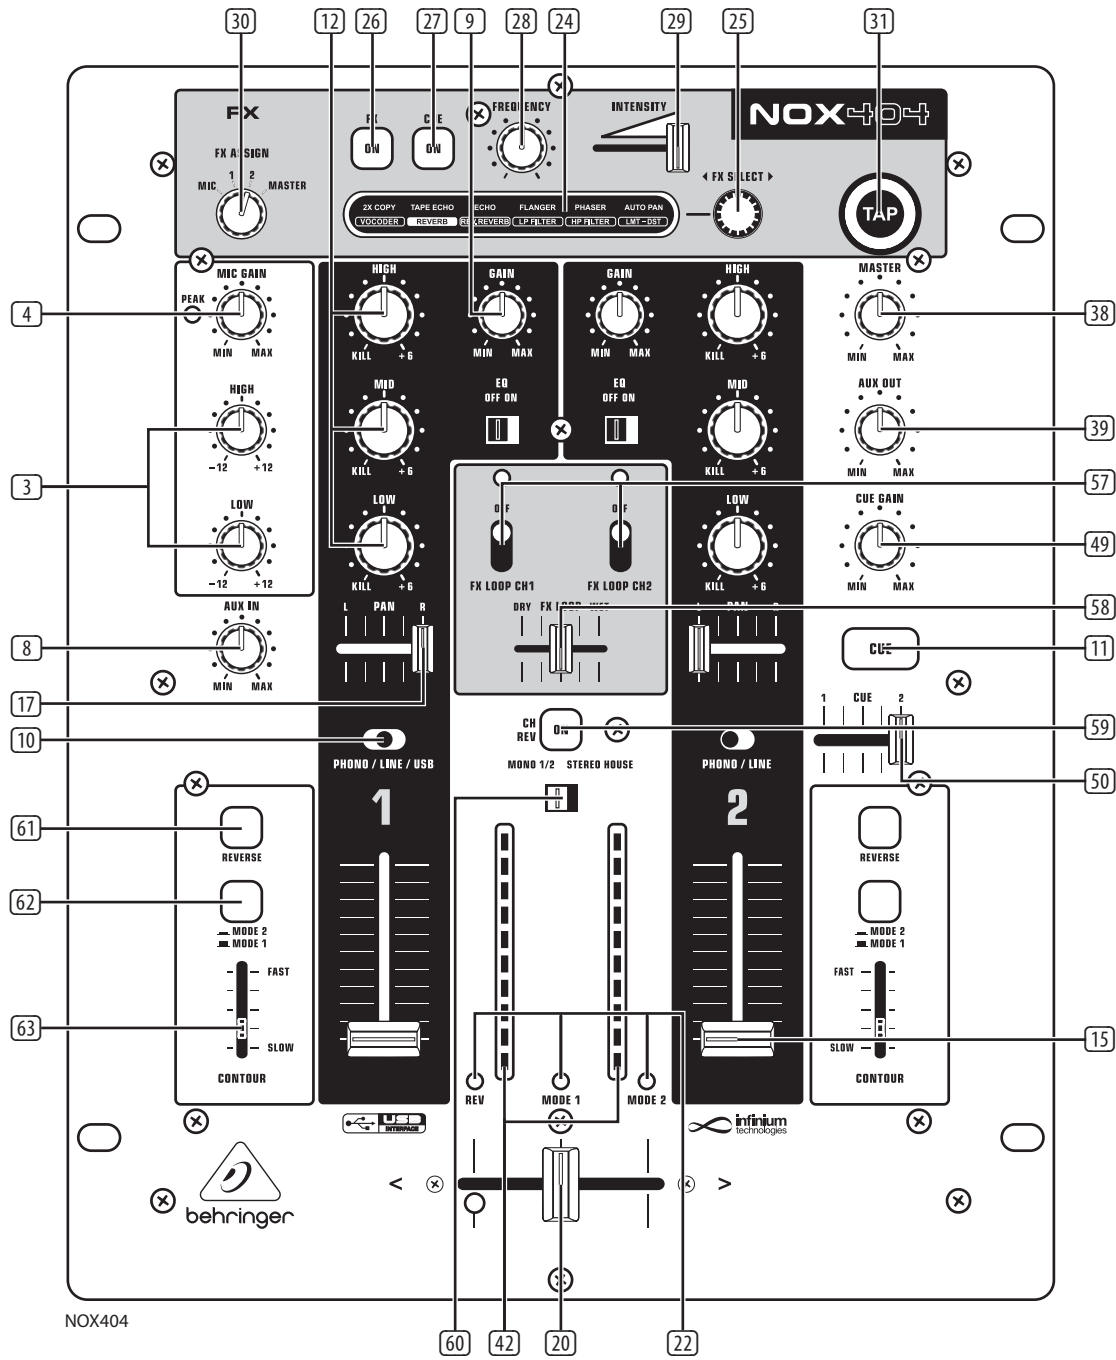 30 12 26 27 9 28 24 29 25 31
FX
FX ASSIGN
MIC 1 2 MASTER
FX
ON
CUE
ON
FREQUENCY
INTENSITY
NOX404
◀ FX SELECT ▶
TAP
2X COPY TAPE ECHO ECHO FLANGER PHASER AUTO PAN
VOCODER REVERB REV.REVERB LP FILTER HP FILTER LMT-DST
MIC GAIN
PEAK
MIN MAX
4
HIGH
-12 +12
3
LOW
-12 +12
AUX IN
MIN MAX
8
HIGH
KILL +6
GAIN
MIN MAX
MID
KILL +6
EQ
OFF ON
LOW
KILL +6
L PAN R
17
10
PHONO / LINE / USB
1
GAIN
MIN MAX
HIGH
KILL +6
EQ
OFF ON
MID
KILL +6
LOW
KILL +6
PAN
PHONO / LINE
2
OFF
FX LOOP CH1
OFF
FX LOOP CH2
DRY FX LOOP WET
CH
REV
ON
MONO 1/2 STEREO HOUSE
MASTER
MIN MAX
38
AUX OUT
MIN MAX
39
57
CUE GAIN
MIN MAX
49
58
CUE
11
1 CUE 2
59
50
61
REVERSE
62
MODE 2
MODE 1
FAST
63
SLOW
CONTOUR
REVERSE
MODE 2
MODE 1
FAST
SLOW
15
CONTOUR
REV MODE 1 MODE 2
USB
INTERFACE
infinium
technologies
behringer
< >
NOX404
60 42 20 22